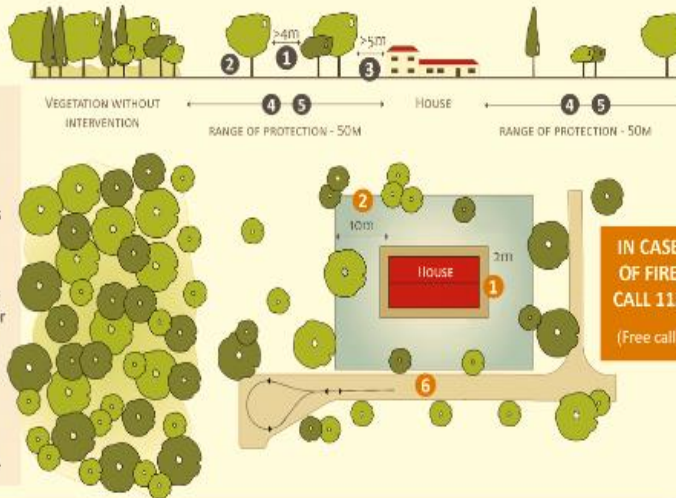 >4m
>5m
2
1
3
VEGETATION WITHOUT
INTERVENTION
4 5
HOUSE
4 5
RANGE OF PROTECTION - 50M
RANGE OF PROTECTION - 50M
2
10m
2m
HOUSE
1
6
IN CASE
OF FIRE
CALL 11
(Free call